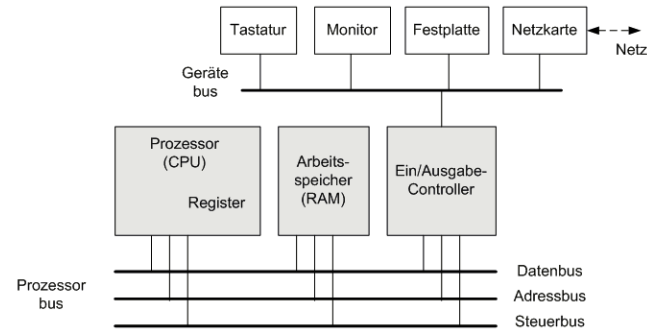 Tastatur
Monitor
Festplatte
Netzkarte
Netz
Geräte
bus
Prozessor
(CPU)
Register
Arbeits-
speicher
(RAM)
Ein/Ausgabe-
Controller
Prozessor
bus
Datenbus
Adressbus
Steuerbus